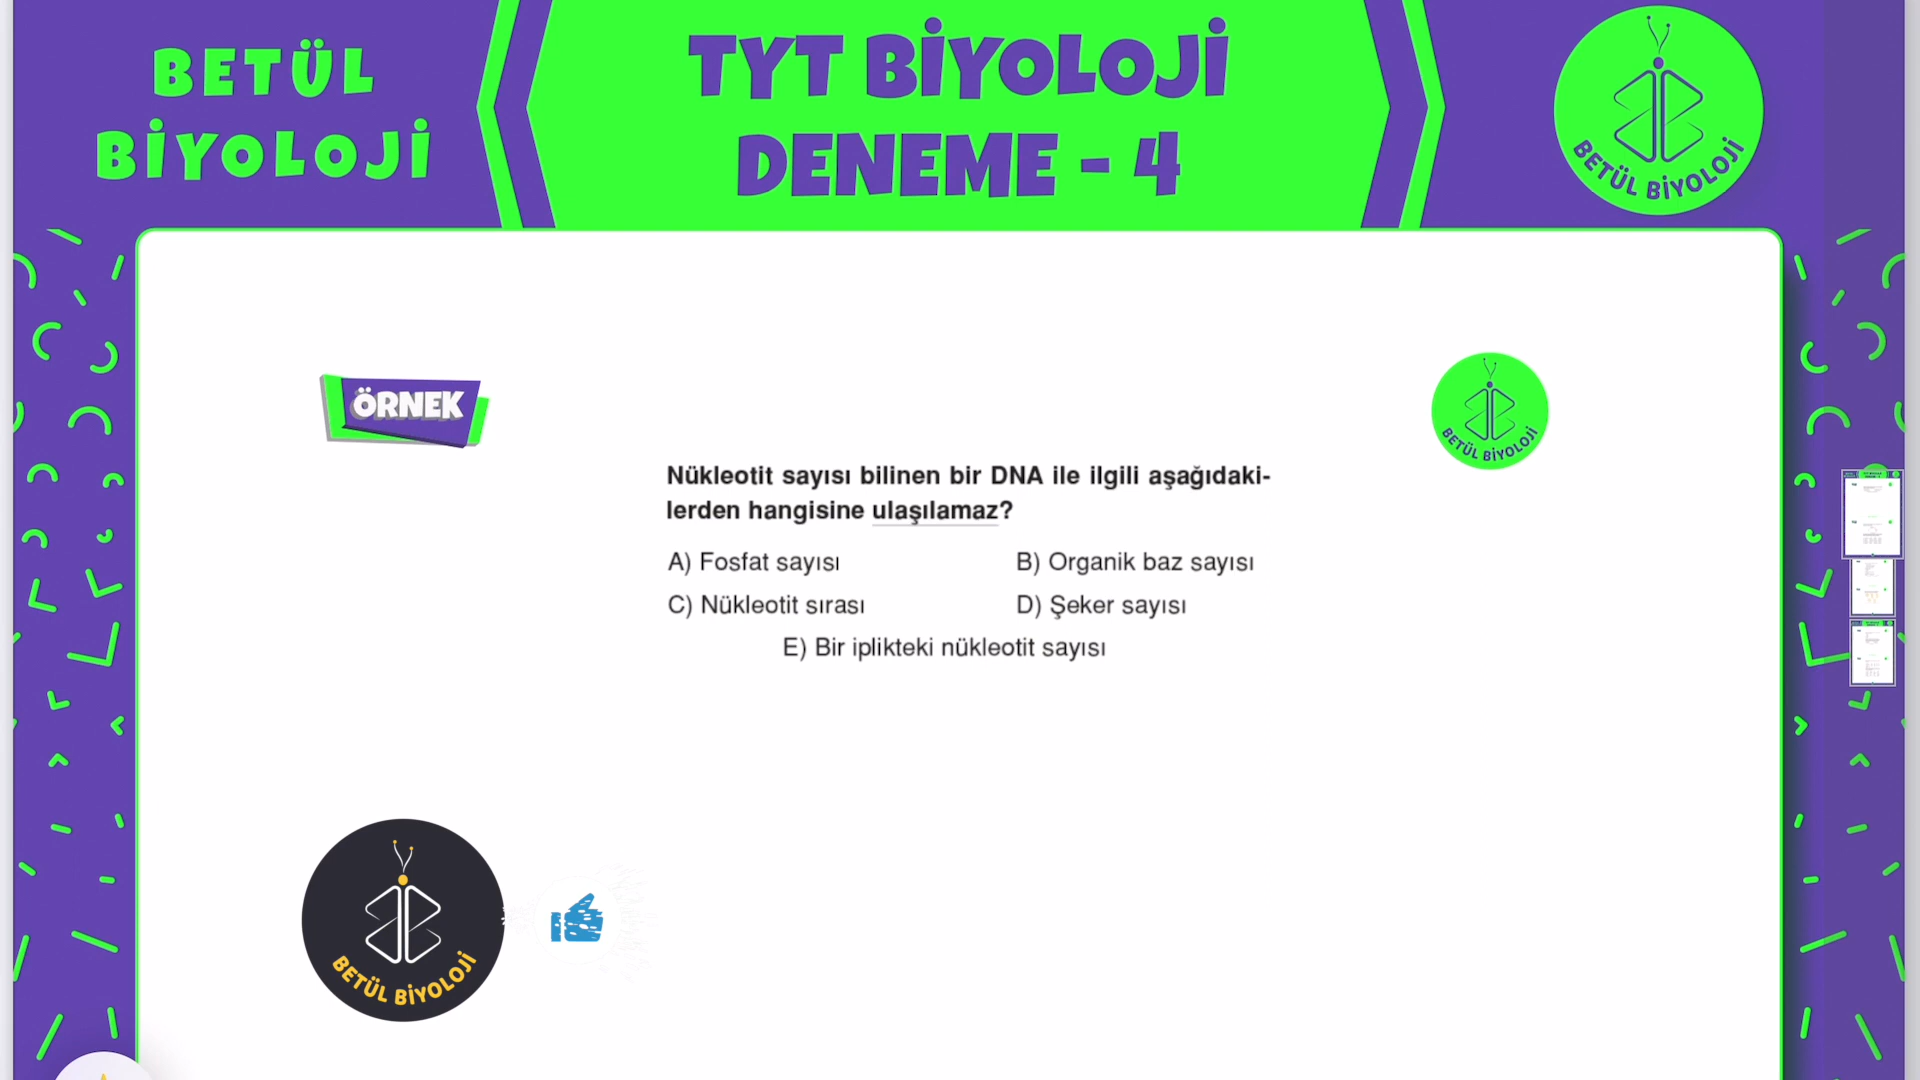 BETÜL
BİYOLOJİ
TYT BİYOLOJİ
DENEME - 4
BETÜL BİYOLOJİ
ÖRNEK
BETÜL BİYOLOJİ
Nükleotit sayısı bilinen bir DNA ile ilgili aşağıdaki-
lerden hangisine ulaşılamaz?
A) Fosfat sayısı
B) Organik baz sayısı
C) Nükleotit sırası
D) Şeker sayısı
E) Bir iplikteki nükleotit sayısı
BETÜL BİYOLOJİ